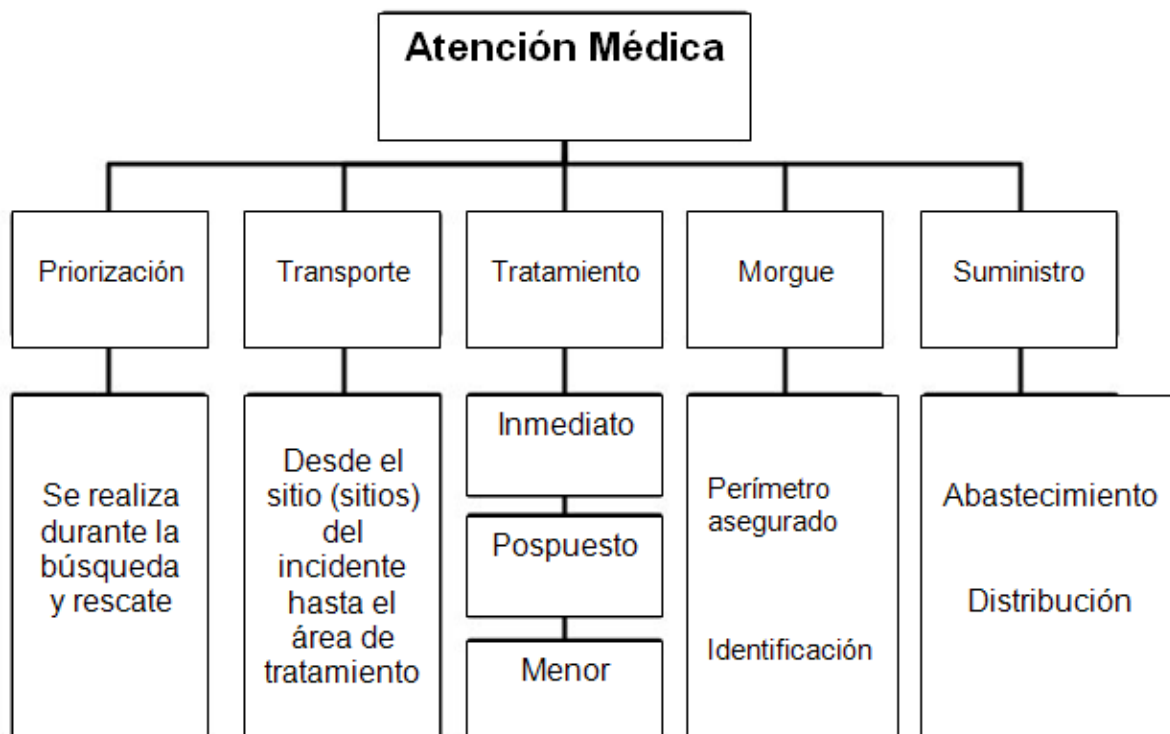 Atención Médica
Priorización
Transporte
Tratamiento
Morgue
Suministro
Se realiza
durante la
búsqueda
y rescate
Desde el
sitio (sitios)
del
incidente
hasta el
área de
tratamiento
Inmediato
Pospuesto
Menor
Perímetro
asegurado
Identificación
Abastecimiento
Distribución